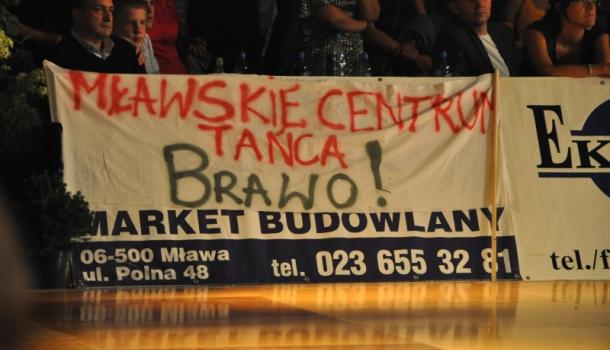 MŁAWSKIE CENTRUM
TAŃCA
BRAWO!
MARKET BUDOWLANY
06-500 Mława
ul. Polna 48
tel. 023 655 32 81
EK
tel./f